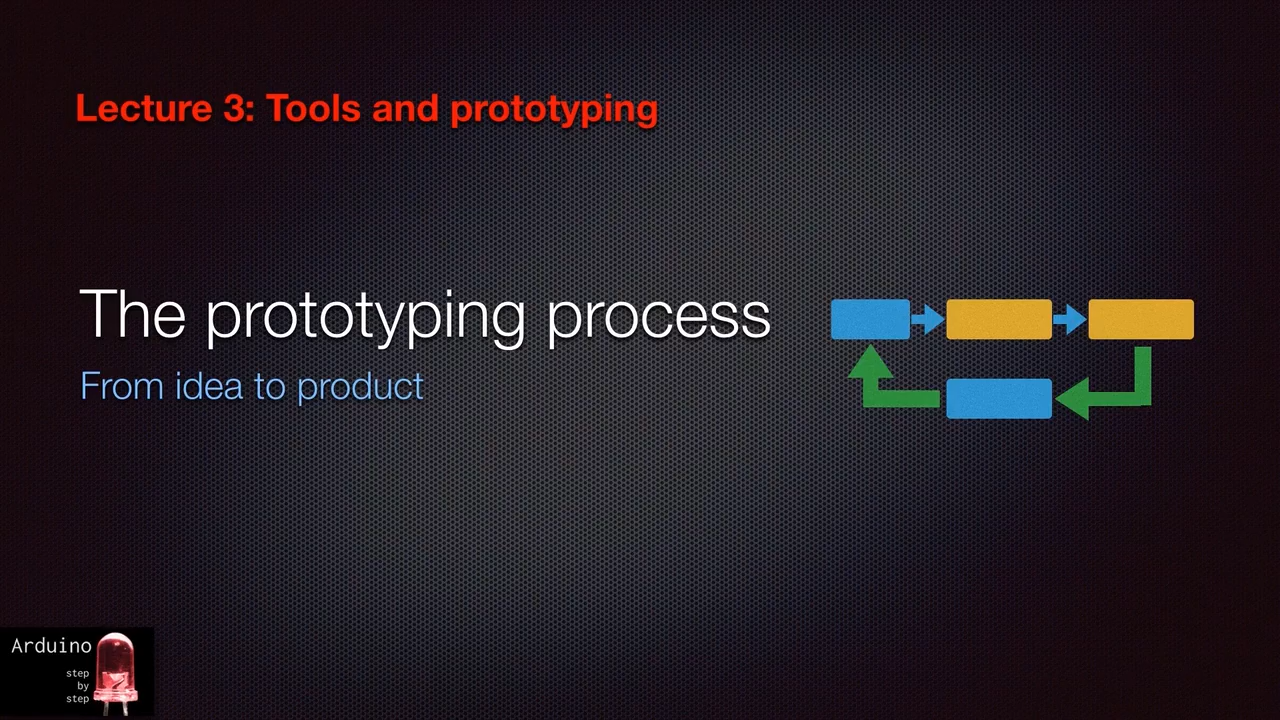 Lecture 3: Tools and prototyping
The prototyping process
From idea to product
Arduino
step
by
step